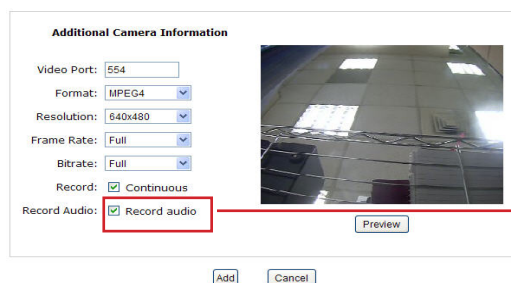 Additional Camera Information
Video Port: 554
Format: MPEG4
Resolution: 640x480
Frame Rate: Full
Bitrate: Full
Record: Continuous
Record Audio: Record audio
Preview
Add Cancel